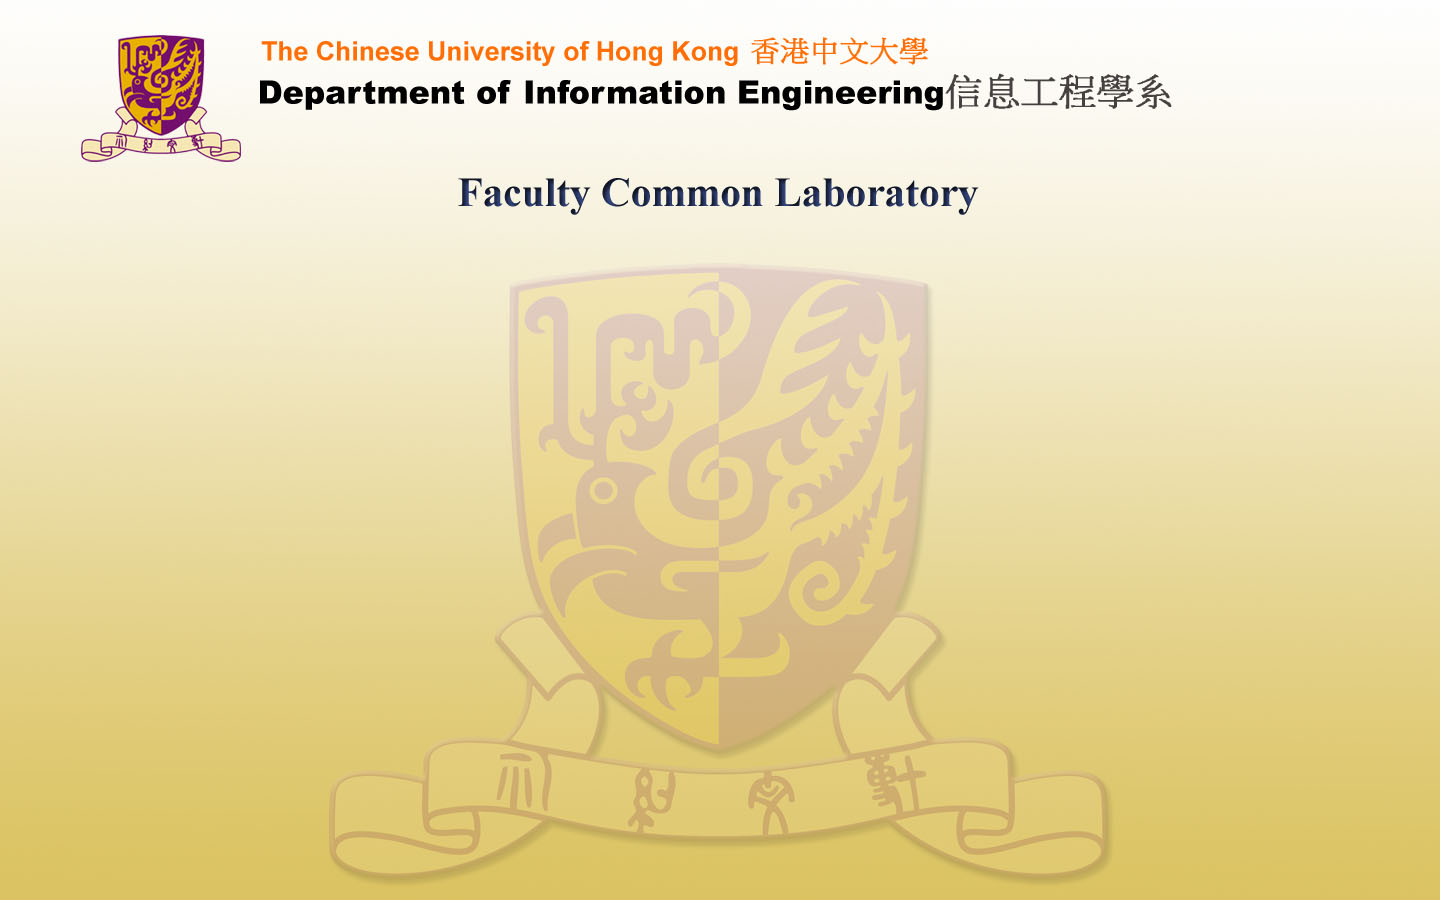 The Chinese University of Hong Kong 香港中文大學
Department of Information Engineering信息工程學系
Faculty Common Laboratory